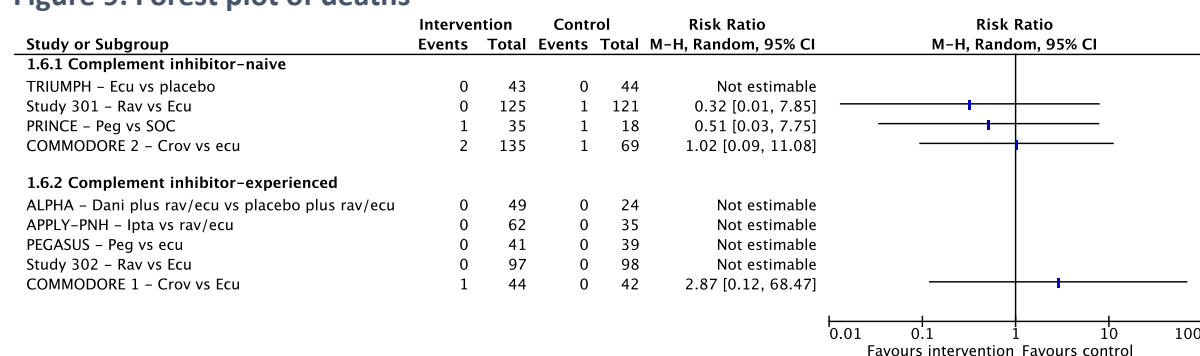 Figure 9: Forest plot of deaths
Intervention Control Risk Ratio Risk Ratio
Study or Subgroup Events Total Events Total M-H, Random, 95% CI M-H, Random, 95% CI
1.6.1 Complement inhibitor-naive
TRIUMPH - Ecu vs placebo 0 43 0 44 Not estimable
Study 301 - Rav vs Ecu 0 125 1 121 0.32 [0.01, 7.85]
PRINCE - Peg vs SOC 1 35 1 18 0.51 [0.03, 7.75]
COMMODORE 2 - Crov vs ecu 2 135 1 69 1.02 [0.09, 11.08]
1.6.2 Complement inhibitor-experienced
ALPHA - Dani plus rav/ecu vs placebo plus rav/ecu 0 49 0 24 Not estimable
APPLY-PNH - Ipta vs rav/ecu 0 62 0 35 Not estimable
PEGASUS - Peg vs ecu 0 41 0 39 Not estimable
Study 302 - Rav vs Ecu 0 97 0 98 Not estimable
COMMODORE 1 - Crov vs Ecu 1 44 0 42 2.87 [0.12, 68.47]
0.01 0.1 1 10 100
Favours intervention Favours control